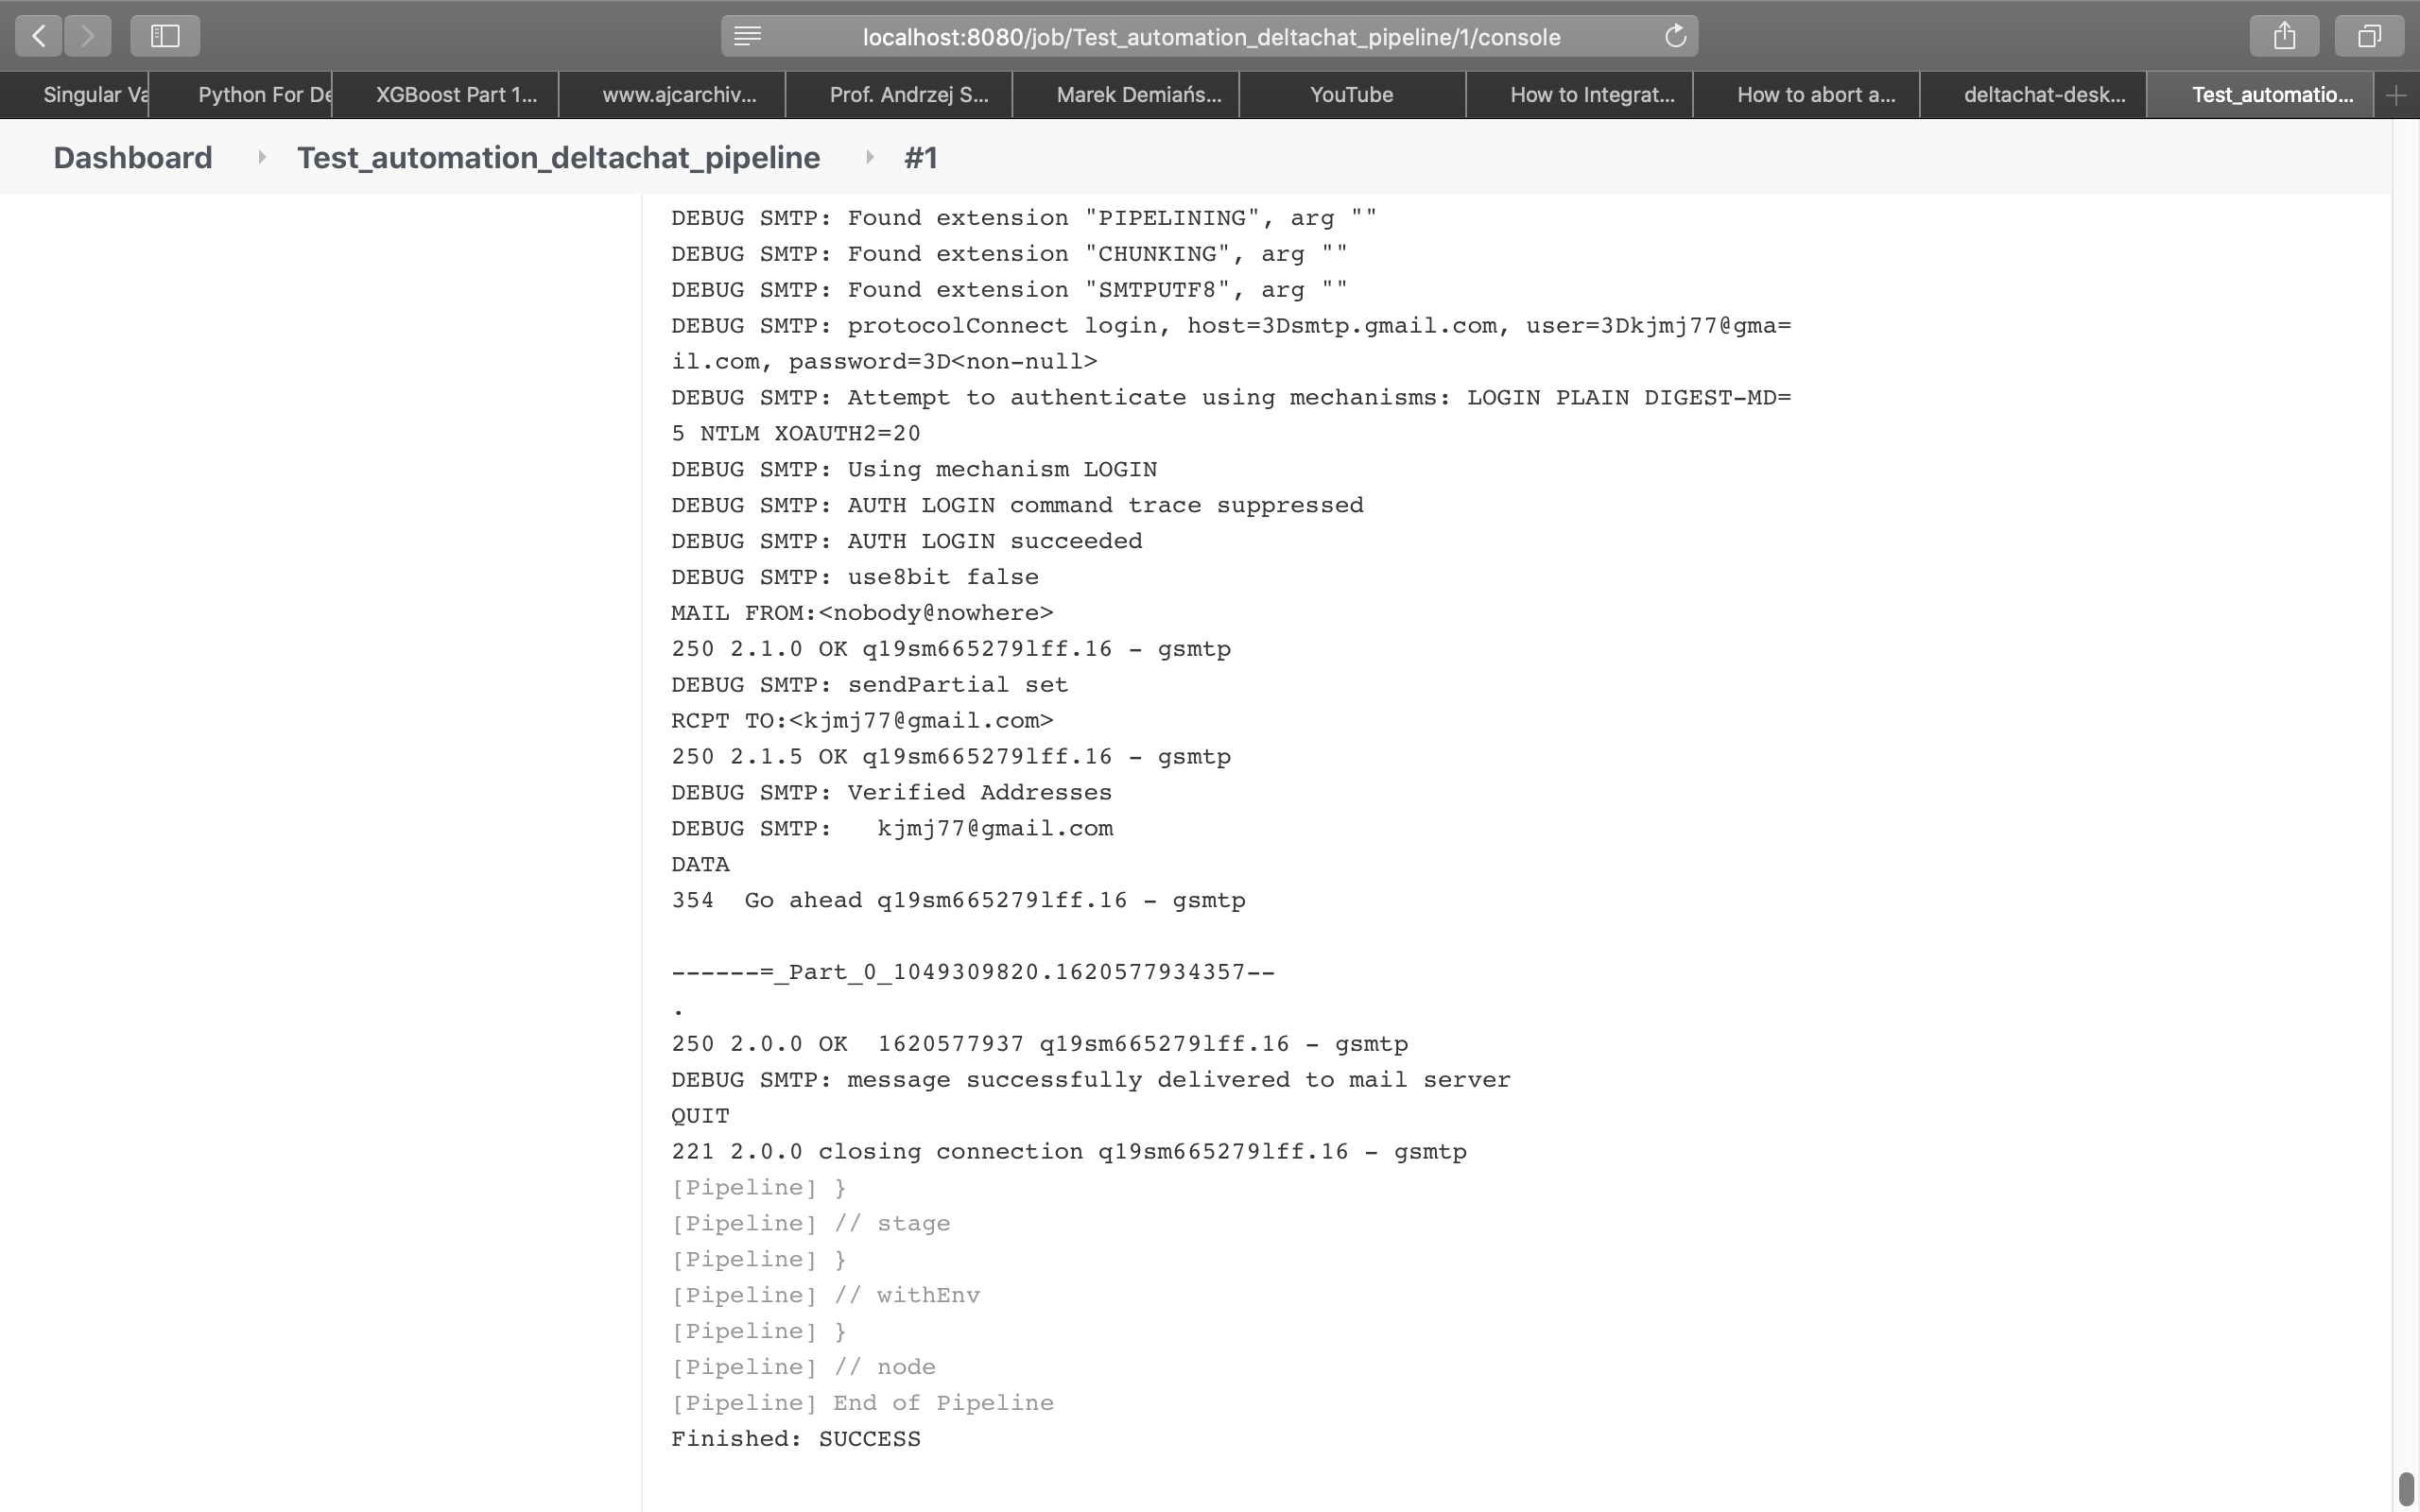 localhost:8080/job/Test_automation_deltachat_pipeline/1/console
Singular Va
Python For De
XGBoost Part 1...
www.ajcarchiv...
Prof. Andrzej S...
Marek Demiańs...
YouTube
How to Integrat...
How to abort a...
deltachat-desk...
Test_automatio...
Dashboard
Test_automation_deltachat_pipeline
#1
DEBUG SMTP: Found extension "PIPELINING", arg ""
DEBUG SMTP: Found extension "CHUNKING", arg ""
DEBUG SMTP: Found extension "SMTPUTF8", arg ""
DEBUG SMTP: protocolConnect login, host=3Dsmtp.gmail.com, user=3Dkjmj77@gma=
il.com, password=3D<non-null>
DEBUG SMTP: Attempt to authenticate using mechanisms: LOGIN PLAIN DIGEST-MD=
5 NTLM XOAUTH2=20
DEBUG SMTP: Using mechanism LOGIN
DEBUG SMTP: AUTH LOGIN command trace suppressed
DEBUG SMTP: AUTH LOGIN succeeded
DEBUG SMTP: use8bit false
MAIL FROM:<nobody@nowhere>
250 2.1.0 OK q19sm665279lff.16 - gsmtp
DEBUG SMTP: sendPartial set
RCPT TO:<kjmj77@gmail.com>
250 2.1.5 OK q19sm665279lff.16 - gsmtp
DEBUG SMTP: Verified Addresses
DEBUG SMTP:   kjmj77@gmail.com
DATA
354  Go ahead q19sm665279lff.16 - gsmtp
------=_Part_0_1049309820.1620577934357--
.
250 2.0.0 OK  1620577937 q19sm665279lff.16 - gsmtp
DEBUG SMTP: message successfully delivered to mail server
QUIT
221 2.0.0 closing connection q19sm665279lff.16 - gsmtp
[Pipeline] }
[Pipeline] // stage
[Pipeline] }
[Pipeline] // withEnv
[Pipeline] }
[Pipeline] // node
[Pipeline] End of Pipeline
Finished: SUCCESS